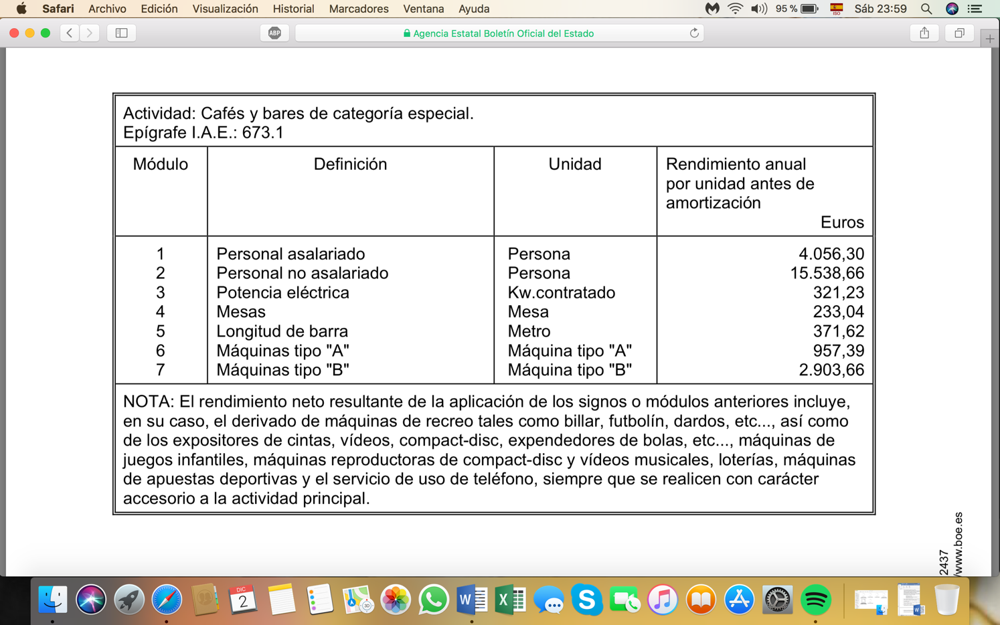 Safari Archivo Edición Visualización Historial Marcadores Ventana Ayuda 95 % ISO Sáb 23:59
ABP Agencia Estatal Boletín Oficial del Estado
Actividad: Cafés y bares de categoría especial.
Epígrafe I.A.E.: 673.1
Módulo Definición Unidad Rendimiento anual
por unidad antes de
amortización
Euros
1 Personal asalariado Persona 4.056,30
2 Personal no asalariado Persona 15.538,66
3 Potencia eléctrica Kw.contratado 321,23
4 Mesas Mesa 233,04
5 Longitud de barra Metro 371,62
6 Máquinas tipo "A" Máquina tipo "A" 957,39
7 Máquinas tipo "B" Máquina tipo "B" 2.903,66
NOTA: El rendimiento neto resultante de la aplicación de los signos o módulos anteriores incluye,
en su caso, el derivado de máquinas de recreo tales como billar, futbolín, dardos, etc..., así como
de los expositores de cintas, vídeos, compact-disc, expendedores de bolas, etc..., máquinas de
juegos infantiles, máquinas reproductoras de compact-disc y vídeos musicales, loterías, máquinas
de apuestas deportivas y el servicio de uso de teléfono, siempre que se realicen con carácter
accesorio a la actividad principal.
2437
/www.boe.es
DIC
2
3D
W
X
S
W